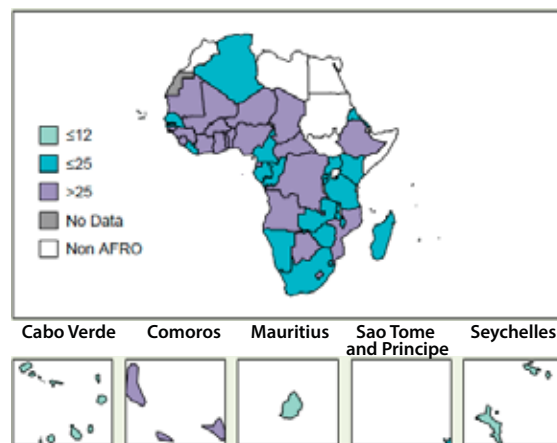 ≤12
≤25
>25
No Data
Non AFRO
Cabo Verde
Comoros
Mauritius
Sao Tome
and Principe
Seychelles